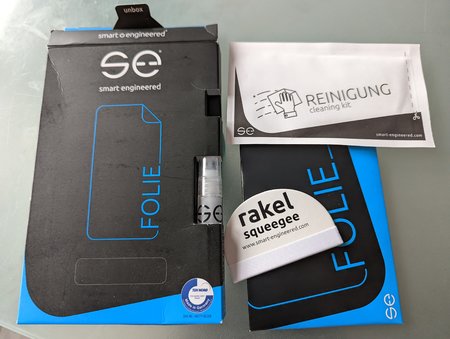 unbox
smart engineered
se
smart engineered
FOLIE
se
TÜV NORD
se
REINIGUNG
cleaning kit
smart-engineered.com
FOLIE
rakel
squeegee
www.smart-engineered.com
se